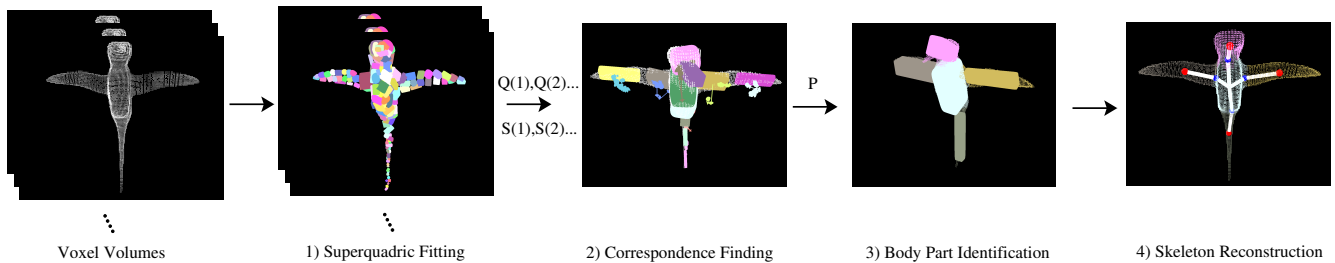 Q(1),Q(2)...
S(1),S(2)...
P
Voxel Volumes
1) Superquadric Fitting
2) Correspondence Finding
3) Body Part Identification
4) Skeleton Reconstruction